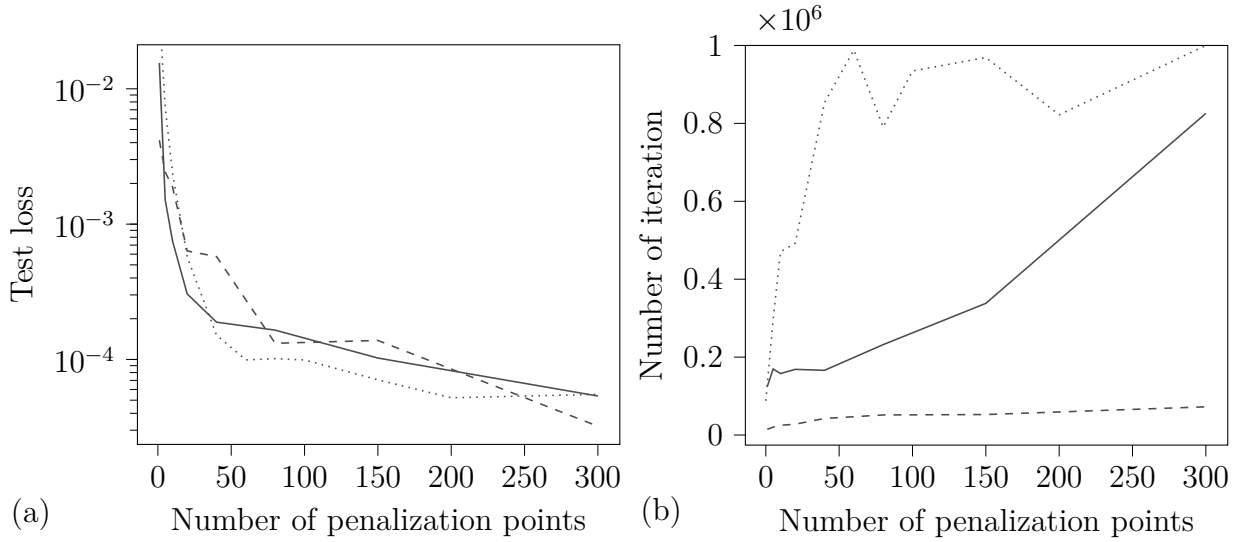 10⁻²
10⁻³
10⁻⁴
Test loss
0 50 100 150 200 250 300
Number of penalization points
(a)
×10⁶
1
0.8
0.6
0.4
0.2
0
Number of iteration
0 50 100 150 200 250 300
Number of penalization points
(b)